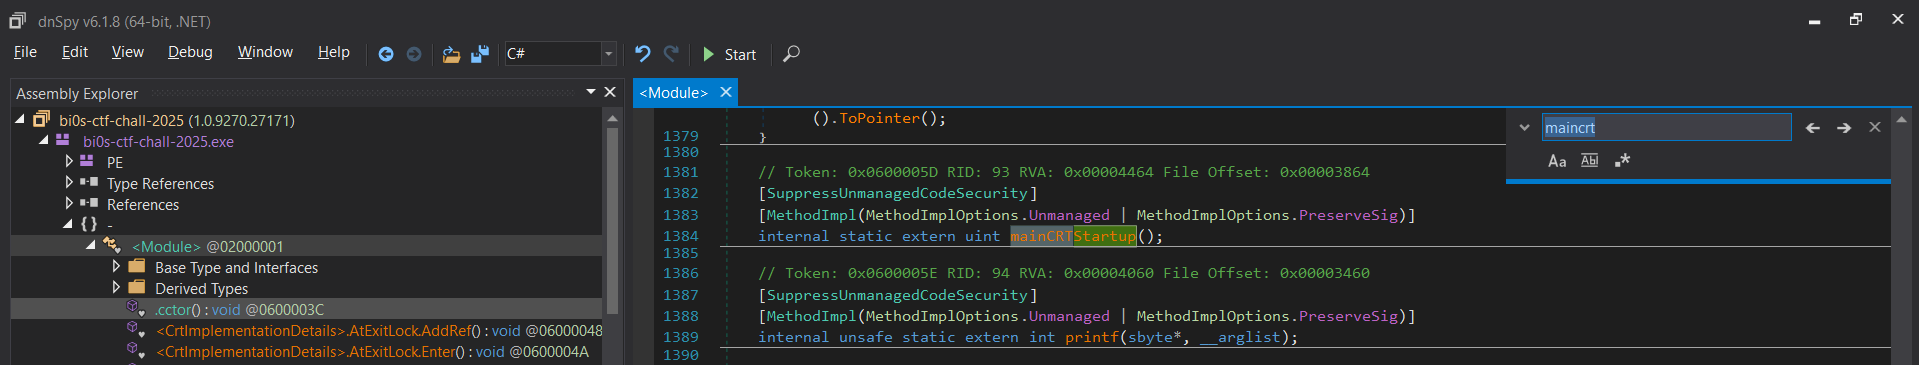 dnSpy v6.1.8 (64-bit, .NET)
File Edit View Debug Window Help C# Start
Assembly Explorer
bi0s-ctf-chall-2025 (1.0.9270.27171)
bi0s-ctf-chall-2025.exe
PE
Type References
References
{ } -
<Module> @02000001
Base Type and Interfaces
Derived Types
.cctor() : void @0600003C
<CrtImplementationDetails>.AtExitLock.AddRef() : void @06000048
<CrtImplementationDetails>.AtExitLock.Enter() : void @0600004A
<Module>
().ToPointer();
1379 }
1380
1381 // Token: 0x0600005D RID: 93 RVA: 0x00004464 File Offset: 0x00003864
1382 [SuppressUnmanagedCodeSecurity]
1383 [MethodImpl(MethodImplOptions.Unmanaged | MethodImplOptions.PreserveSig)]
1384 internal static extern uint mainCRTStartup();
1385
1386 // Token: 0x0600005E RID: 94 RVA: 0x00004060 File Offset: 0x00003460
1387 [SuppressUnmanagedCodeSecurity]
1388 [MethodImpl(MethodImplOptions.Unmanaged | MethodImplOptions.PreserveSig)]
1389 internal unsafe static extern int printf(sbyte*, __arglist);
1390
maincrt
Aa Abl .*